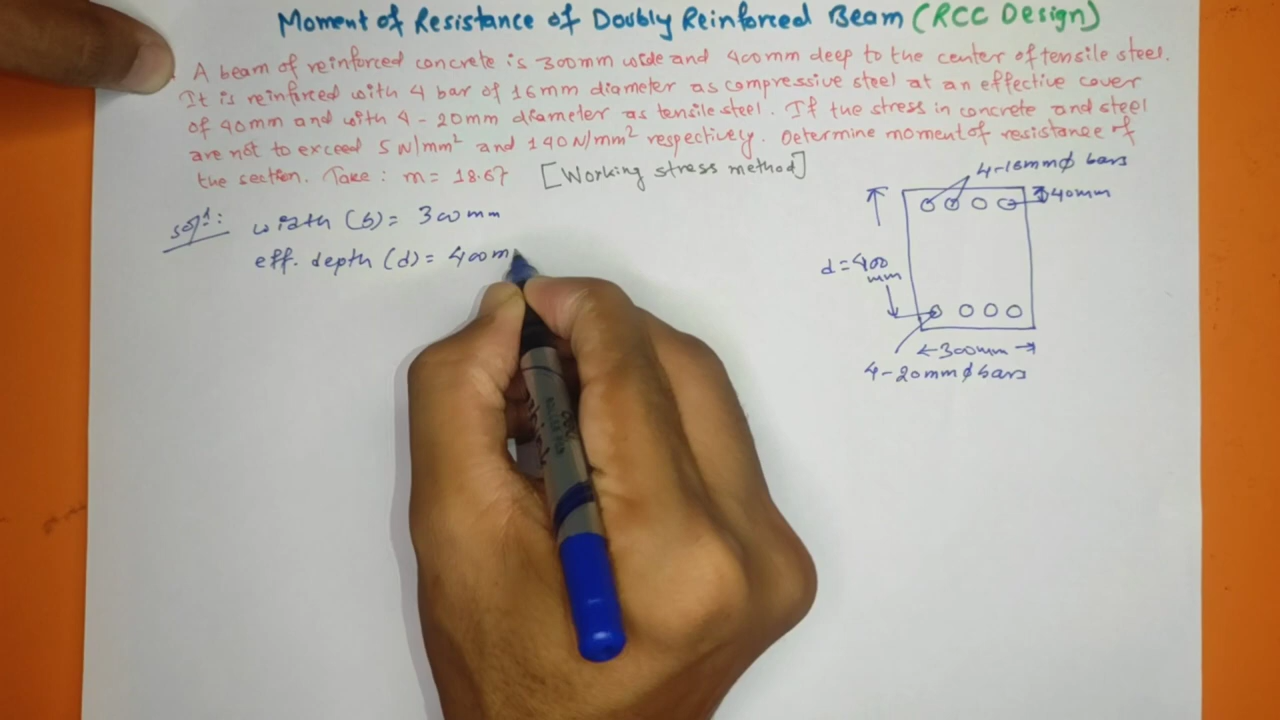 Moment of Resistance of Doubly Reinforced Beam (RCC Design)
A beam of reinforced concrete is 300mm wide and 400mm deep to the center of tensile steel.
It is reinforced with 4 bar of 16mm diameter as compressive steel at an effective cover
of 40mm and with 4-20mm diameter as tensile steel. If the stress in concrete and steel
are not to exceed 5 N/mm² and 140 N/mm² respectively. Determine moment of resistance of
the section. Take: m= 18.67 [Working stress method]
soln: width (b) = 300 mm
eff. depth (d) = 400m
4-16mmϕ bars
40mm
d=400
mm
300mm
4-20mmϕ bars